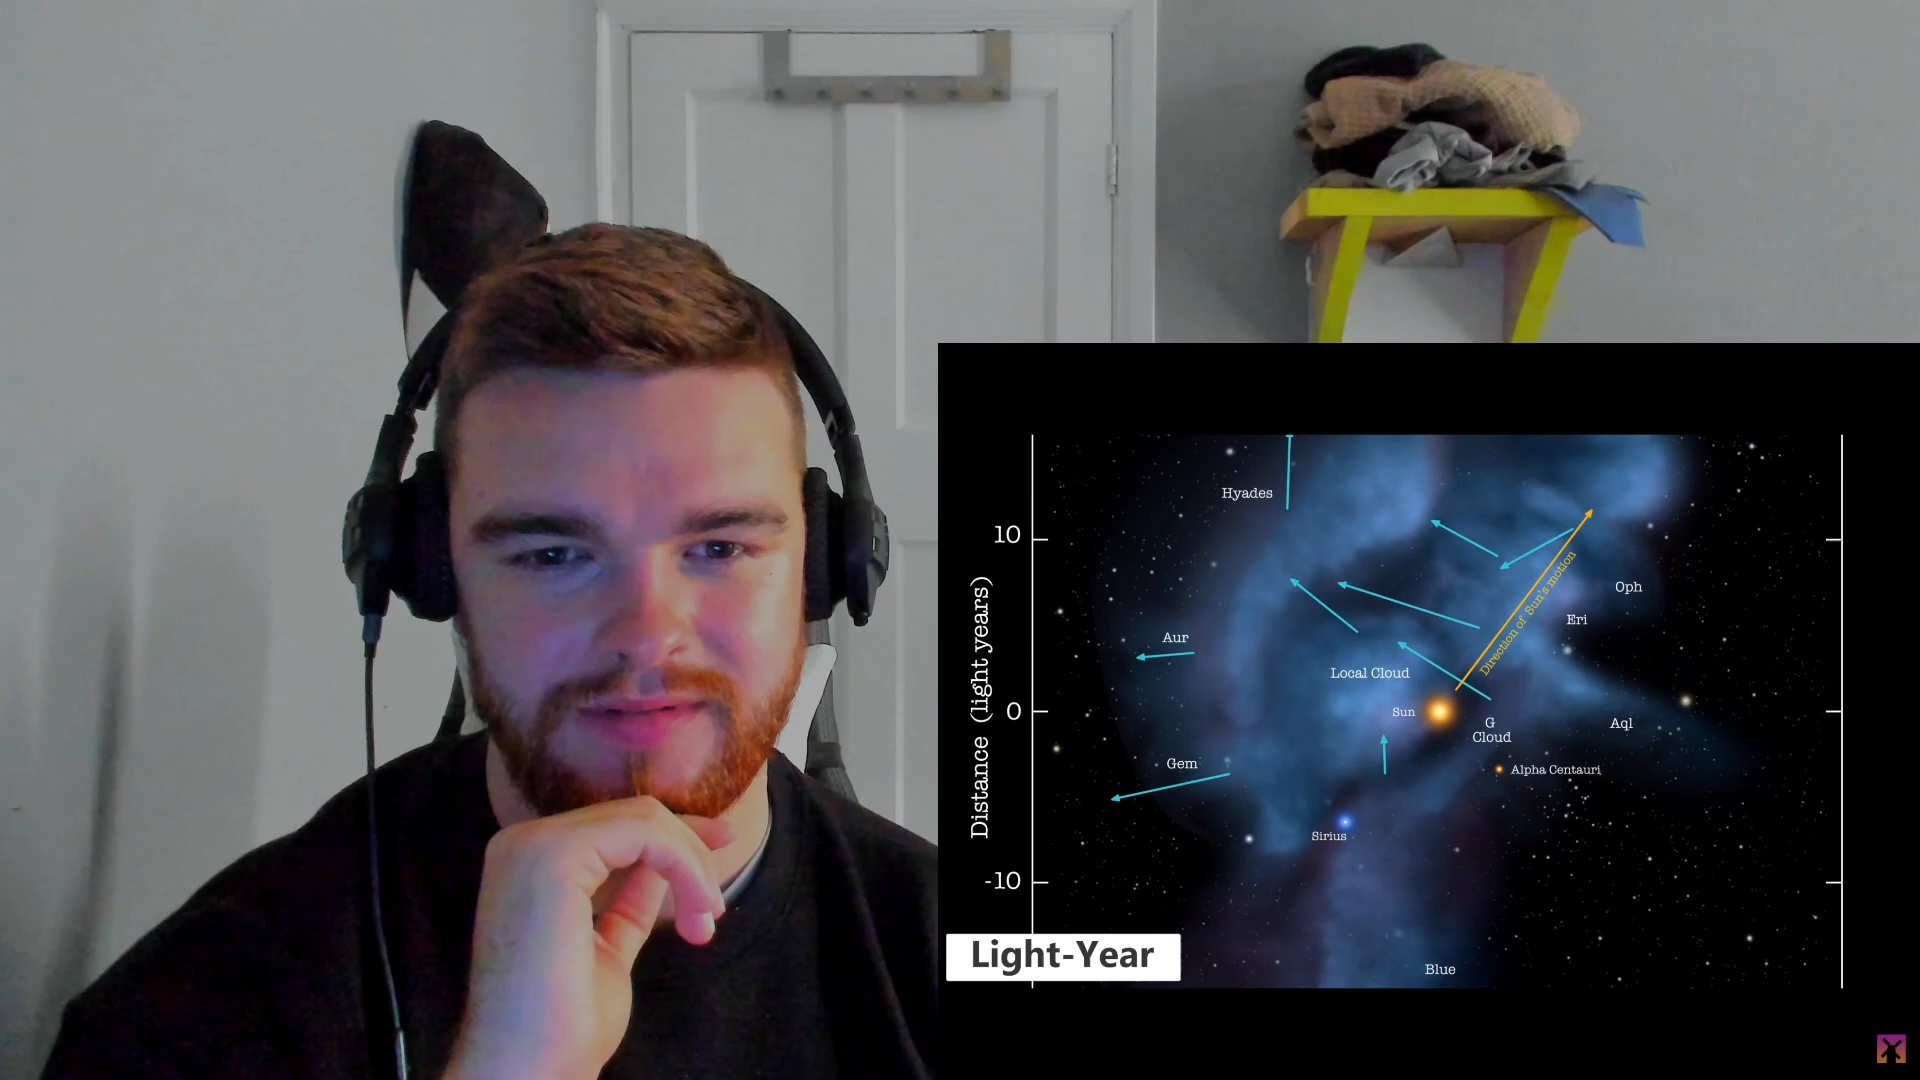 Hyades
10
Oph
Direction of Sun's motion
Eri
Aur
Local Cloud
Distance (light years)
0
Sun
G
Cloud
Aql
Gem
Alpha Centauri
Sirius
-10
Light-Year
Blue